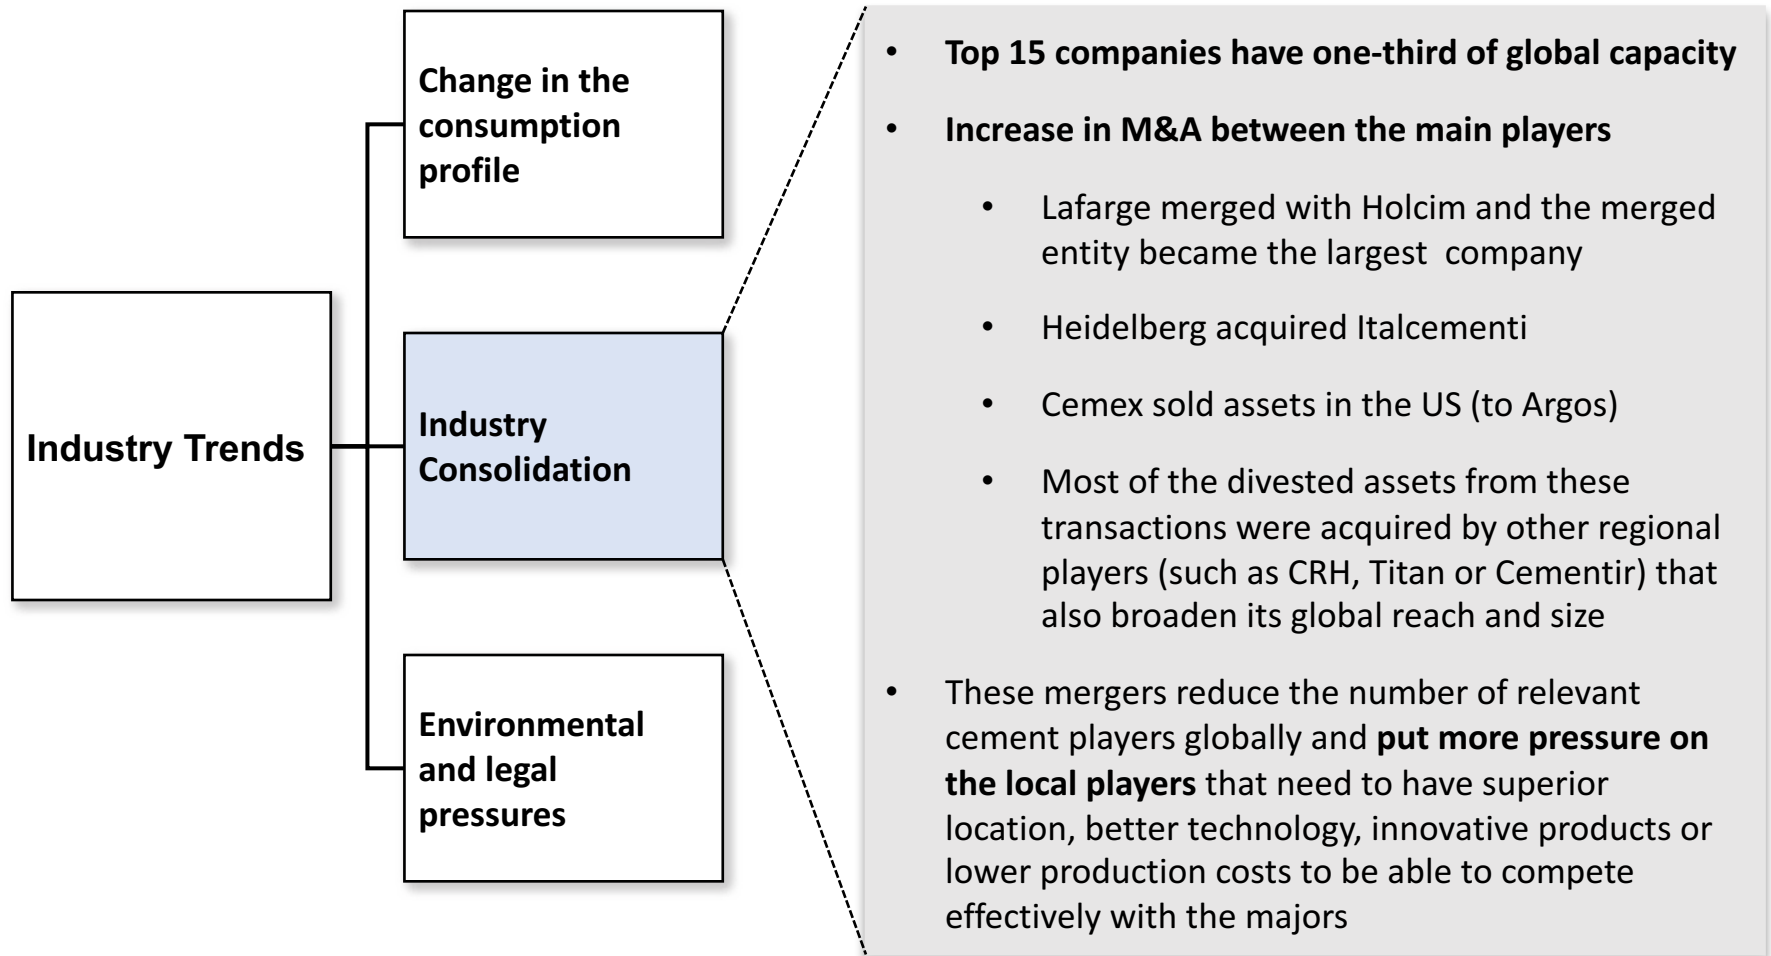 Industry Trends
Change in the
consumption
profile
Industry
Consolidation
Environmental
and legal
pressures
• Top 15 companies have one-third of global capacity
• Increase in M&A between the main players
• Lafarge merged with Holcim and the merged
entity became the largest  company
• Heidelberg acquired Italcementi
• Cemex sold assets in the US (to Argos)
• Most of the divested assets from these
transactions were acquired by other regional
players (such as CRH, Titan or Cementir) that
also broaden its global reach and size
• These mergers reduce the number of relevant
cement players globally and put more pressure on
the local players that need to have superior
location, better technology, innovative products or
lower production costs to be able to compete
effectively with the majors